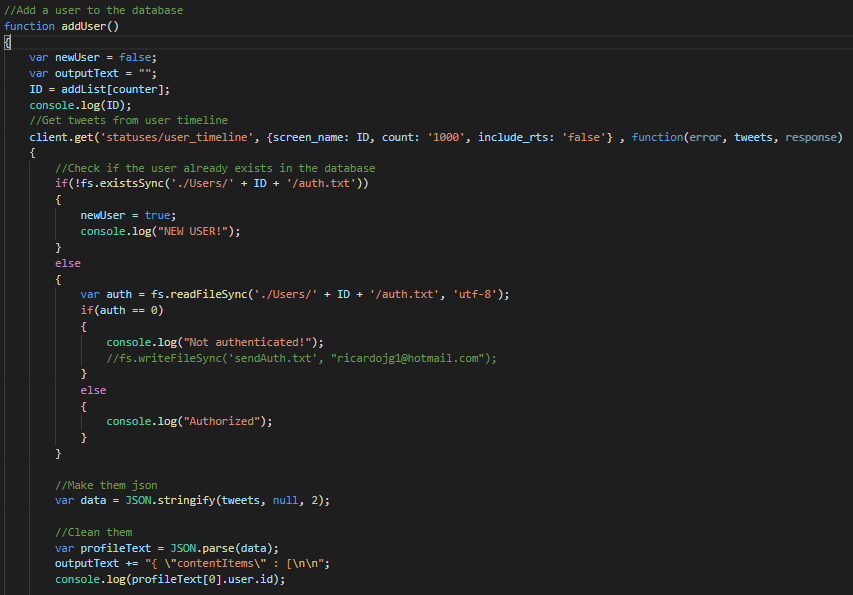 //Add a user to the database
function addUser()
{
    var newUser = false;
    var outputText = "";
    ID = addList[counter];
    console.log(ID);
    //Get tweets from user timeline
    client.get('statuses/user_timeline', {screen_name: ID, count: '1000', include_rts: 'false'} , function(error, tweets, response)
    {
        //Check if the user already exists in the database
        if(!fs.existsSync('./Users/' + ID + '/auth.txt'))
        {
            newUser = true;
            console.log("NEW USER!");
        }
        else
        {
            var auth = fs.readFileSync('./Users/' + ID + '/auth.txt', 'utf-8');
            if(auth == 0)
            {
                console.log("Not authenticated!");
                //fs.writeFileSync('sendAuth.txt', "ricardojg1@hotmail.com");
            }
            else
            {
                console.log("Authorized");
            }
        }

        //Make them json
        var data = JSON.stringify(tweets, null, 2);

        //Clean them
        var profileText = JSON.parse(data);
        outputText += "{ \"contentItems\" : [\n\n";
        console.log(profileText[0].user.id);